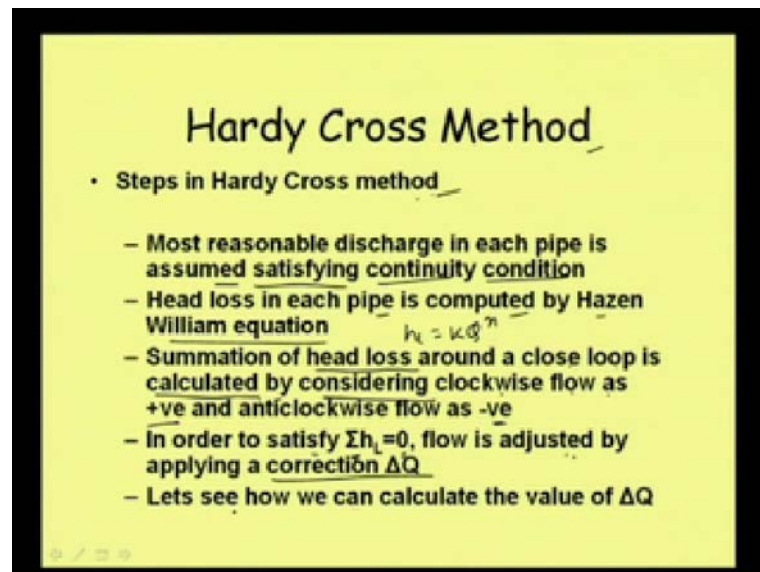 Hardy Cross Method
• Steps in Hardy Cross method
– Most reasonable discharge in each pipe is
assumed satisfying continuity condition
– Head loss in each pipe is computed by Hazen
William equation
h_L = KQ^n
– Summation of head loss around a close loop is
calculated by considering clockwise flow as
+ve and anticlockwise flow as -ve
– In order to satisfy Σh_L=0, flow is adjusted by
applying a correction ΔQ
– Lets see how we can calculate the value of ΔQ